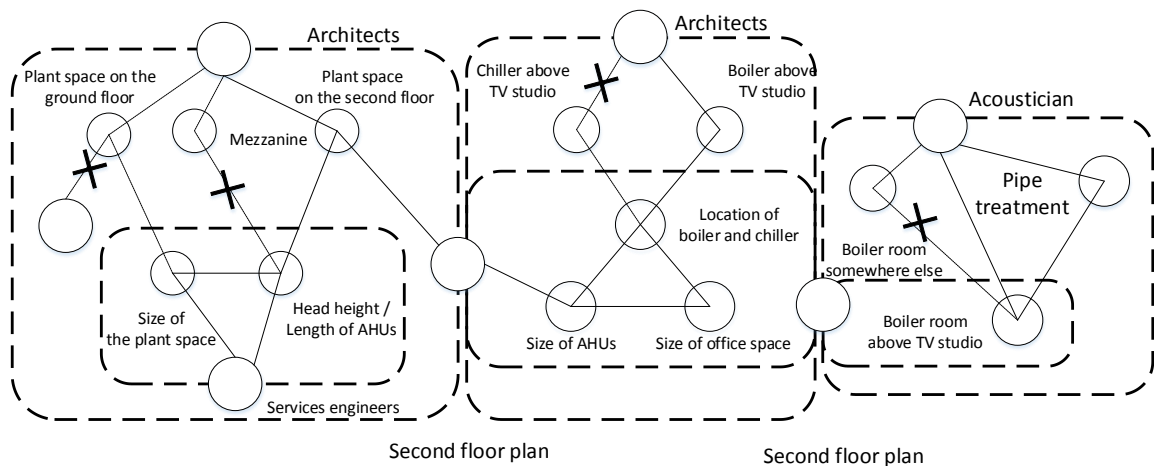 Architects
Plant space on the
ground floor
Plant space
on the second floor
Mezzanine
Size of
the plant space
Head height /
Length of AHUs
Services engineers
Second floor plan
Architects
Chiller above
TV studio
Boiler above
TV studio
Location of
boiler and chiller
Size of AHUs
Size of office space
Second floor plan
Acoustician
Pipe
treatment
Boiler room
somewhere else
Boiler room
above TV studio